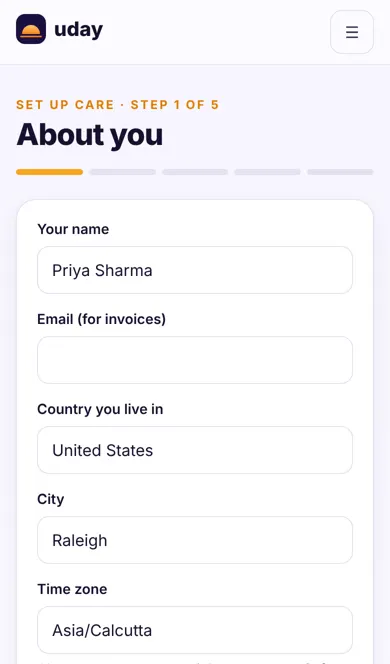 uday
SET UP CARE · STEP 1 OF 5
About you
Your name
Priya Sharma
Email (for invoices)
Country you live in
United States
City
Raleigh
Time zone
Asia/Calcutta